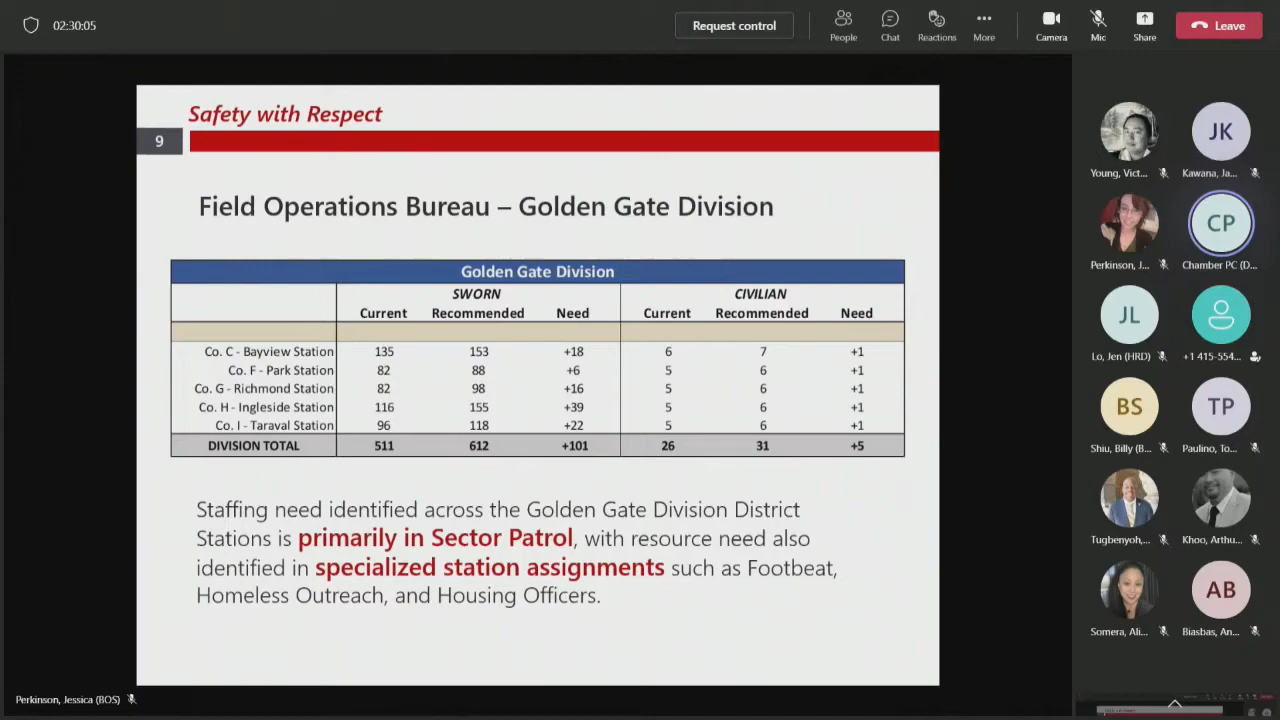 02:30:05
Request control
People
Chat
Reactions
More
Camera
Mic
Share
Leave
Safety with Respect
9
Field Operations Bureau – Golden Gate Division
Golden Gate Division
SWORN CIVILIAN
Current Recommended Need Current Recommended Need
Co. C - Bayview Station 135 153 +18 6 7 +1
Co. F - Park Station 82 88 +6 5 6 +1
Co. G - Richmond Station 82 98 +16 5 6 +1
Co. H - Ingleside Station 116 155 +39 5 6 +1
Co. I - Taraval Station 96 118 +22 5 6 +1
DIVISION TOTAL 511 612 +101 26 31 +5
Staffing need identified across the Golden Gate Division District
Stations is primarily in Sector Patrol, with resource need also
identified in specialized station assignments such as Footbeat,
Homeless Outreach, and Housing Officers.
Perkinson, Jessica (BOS)
JK
Young, Vict... Kawana, Ja...
CP
Perkinson, J... Chamber PC (D...
JL
Lo, Jen (HRD) +1 415-554...
BS TP
Shiu, Billy (B... Paulino, To...
Tugbenyoh,... Khoo, Arthu...
AB
Somera, Ali... Biasbas, An...